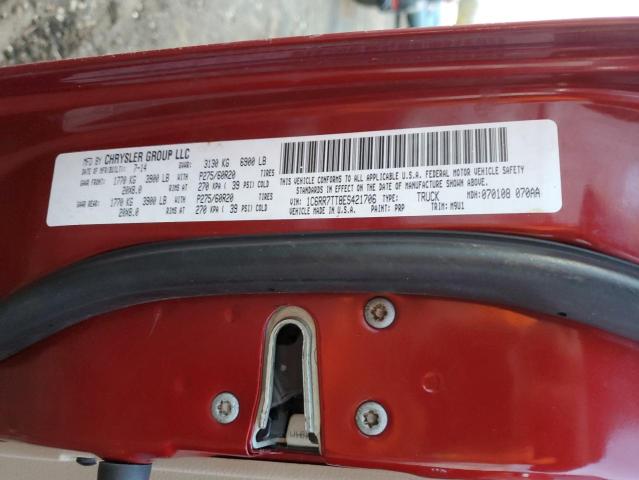 MFD BY CHRYSLER GROUP LLC
DATE OF MFR/BUILT: 7-14 GVWR: 3130 KG 6900 LB
GAWR FRONT: 1770 KG 3900 LB TIRES P275/60R20
20X8.0 RIMS AT 270 KPA ( 39 PSI) COLD
GAWR REAR: 1770 KG 3900 LB TIRES P275/60R20
20X8.0 RIMS AT 270 KPA ( 39 PSI) COLD
THIS VEHICLE CONFORMS TO ALL APPLICABLE U.S.A. FEDERAL MOTOR VEHICLE SAFETY
STANDARDS IN EFFECT ON THE DATE OF MANUFACTURE SHOWN ABOVE.
VIN: 1C6RR7TT8ES421706 TYPE: TRUCK MDH: 070108 070AA
VEHICLE MADE IN U.S.A. PAINT: PRP TRIM: M9U1